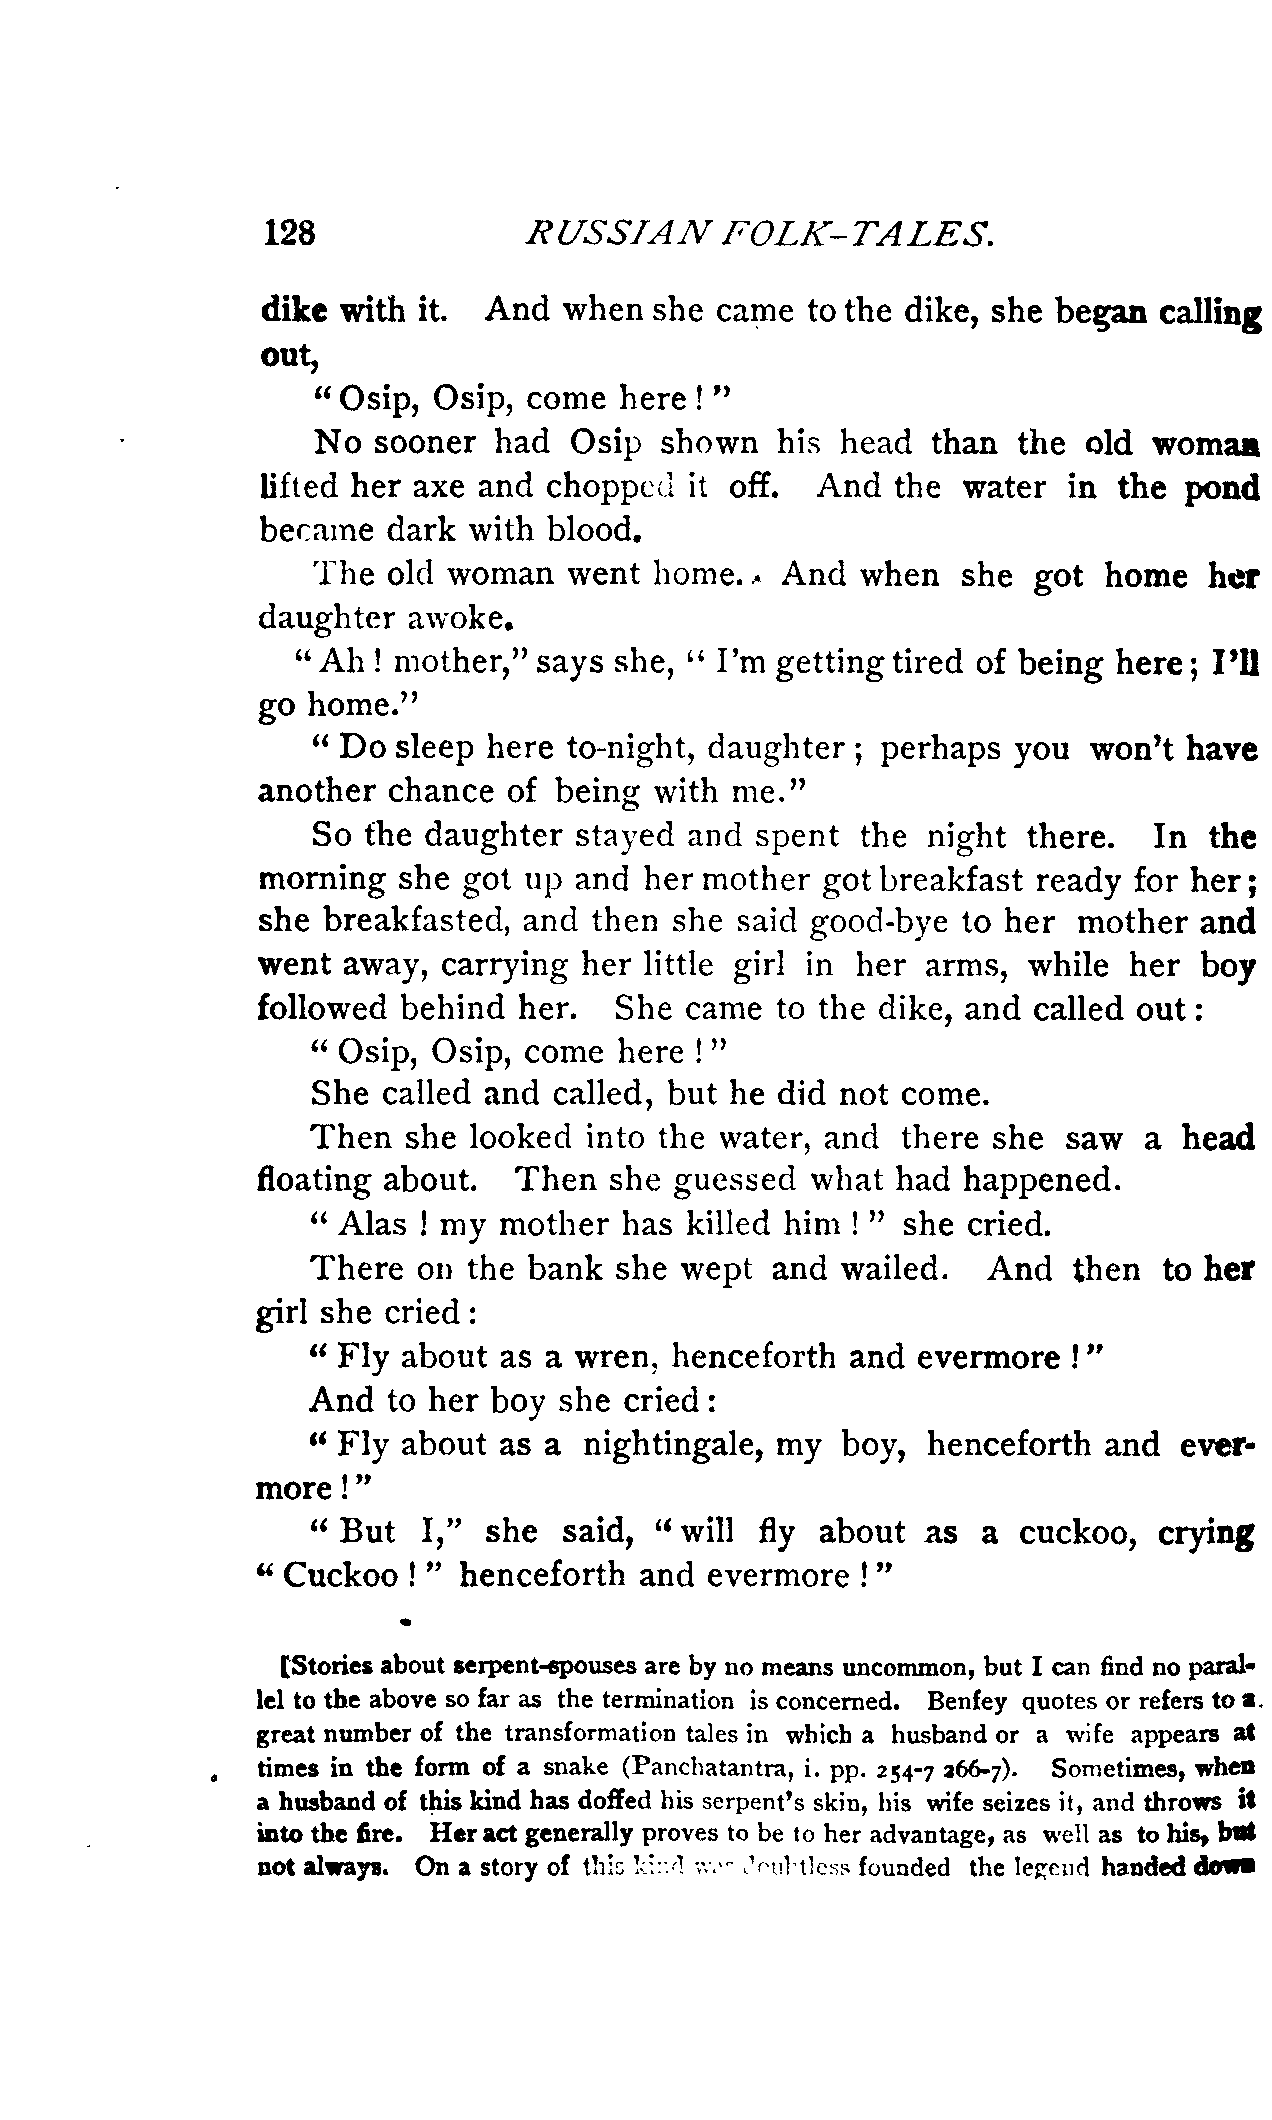 128 RUSSIAN FOLK-TALES.
dike with it. And when she came to the dike, she began calling
out,
"Osip, Osip, come here!"
No sooner had Osip shown his head than the old woman
lifted her axe and chopped it off. And the water in the pond
became dark with blood.
The old woman went home. And when she got home her
daughter awoke.
"Ah! mother," says she, "I'm getting tired of being here; I'll
go home."
"Do sleep here to-night, daughter; perhaps you won't have
another chance of being with me."
So the daughter stayed and spent the night there. In the
morning she got up and her mother got breakfast ready for her;
she breakfasted, and then she said good-bye to her mother and
went away, carrying her little girl in her arms, while her boy
followed behind her. She came to the dike, and called out:
"Osip, Osip, come here!"
She called and called, but he did not come.
Then she looked into the water, and there she saw a head
floating about. Then she guessed what had happened.
"Alas! my mother has killed him!" she cried.
There on the bank she wept and wailed. And then to her
girl she cried:
"Fly about as a wren, henceforth and evermore!"
And to her boy she cried:
"Fly about as a nightingale, my boy, henceforth and ever-
more!"
"But I," she said, "will fly about as a cuckoo, crying
"Cuckoo!" henceforth and evermore!"
[Stories about serpent-spouses are by no means uncommon, but I can find no paral-
lel to the above so far as the termination is concerned. Benfey quotes or refers to a
great number of the transformation tales in which a husband or a wife appears at
times in the form of a snake (Panchatantra, i. pp. 254-7 266-7). Sometimes, when
a husband of this kind has doffed his serpent's skin, his wife seizes it, and throws it
into the fire. Her act generally proves to be to her advantage, as well as to his, but
not always. On a story of this kind was doubtless founded the legend handed down